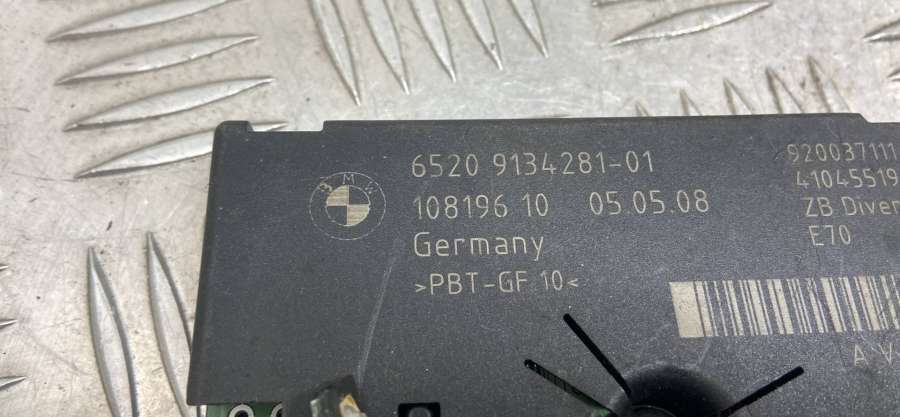 BMW
6520 9134281-01
108196 10 05.05.08
Germany
>PBT-GF 10<
920037111
41045519
ZB Diver
E70
A V